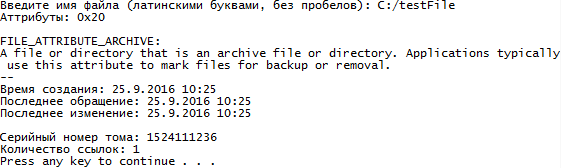 Введите имя файла (латинскими буквами, без пробелов): C:/testFile
Аттрибуты: 0x20
FILE_ATTRIBUTE_ARCHIVE:
A file or directory that is an archive file or directory. Applications typically
use this attribute to mark files for backup or removal.
--
Время создания: 25.9.2016 10:25
Последнее обращение: 25.9.2016 10:25
Последнее изменение: 25.9.2016 10:25
Серийный номер тома: 1524111236
Количество ссылок: 1
Press any key to continue . . .